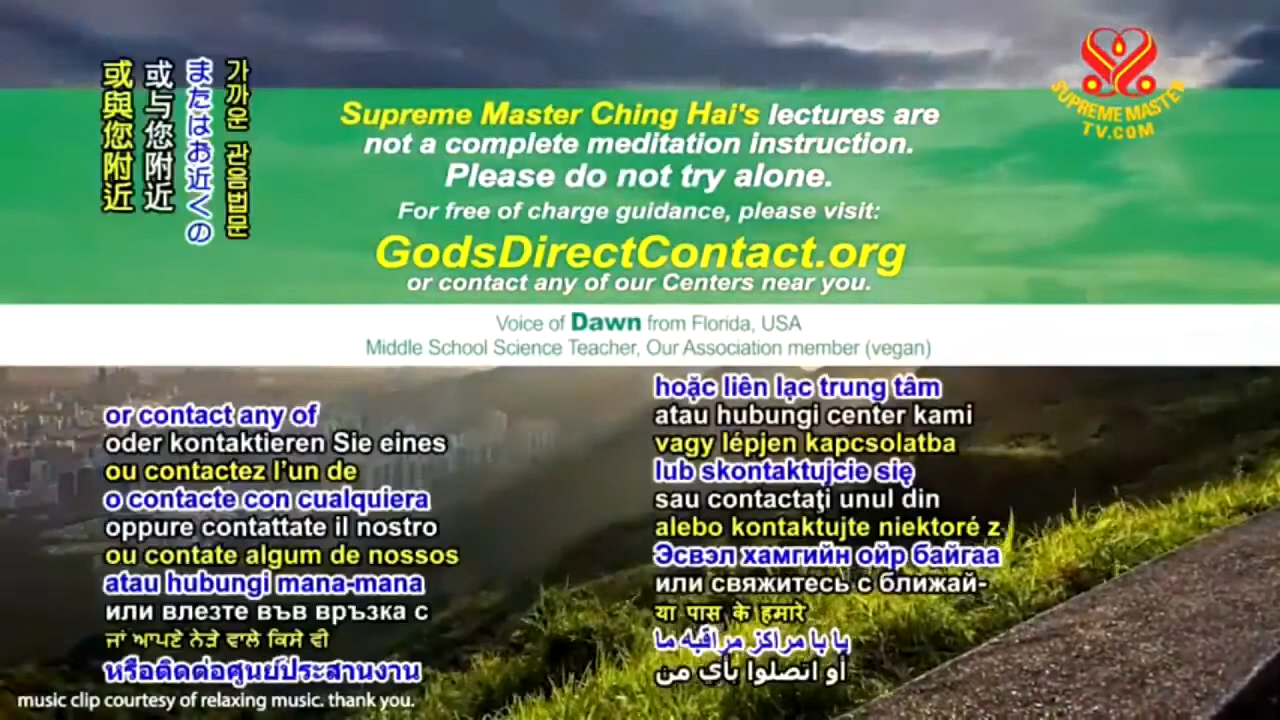 或與您附近
或与您附近
またはお近くの
가까운 관음법문
Supreme Master Ching Hai's lectures are
not a complete meditation instruction.
Please do not try alone.
For free of charge guidance, please visit:
GodsDirectContact.org
or contact any of our Centers near you.
SUPREME MASTER
TV.COM
Voice of Dawn from Florida, USA
Middle School Science Teacher, Our Association member (vegan)
or contact any of
oder kontaktieren Sie eines
ou contactez l’un de
o contacte con cualquiera
oppure contattate il nostro
ou contate algum de nossos
atau hubungi mana-mana
или влезте във връзка с
ਜਾਂ ਆਪਣੇ ਨੇੜੇ ਵਾਲੇ ਕਿਸੇ ਵੀ
หรือติดต่อศูนย์ประสานงาน
hoặc liên lạc trung tâm
atau hubungi center kami
vagy lépjen kapcsolatba
lub skontaktujcie się
sau contactaţi unul din
alebo kontaktujte niektoré z
Эсвэл хамгийн ойр байгаа
или свяжитесь с ближай-
या पास के हमारे
یا با مراکز مراقبه ما
أو اتصلوا بأي من
music clip courtesy of relaxing music. thank you.